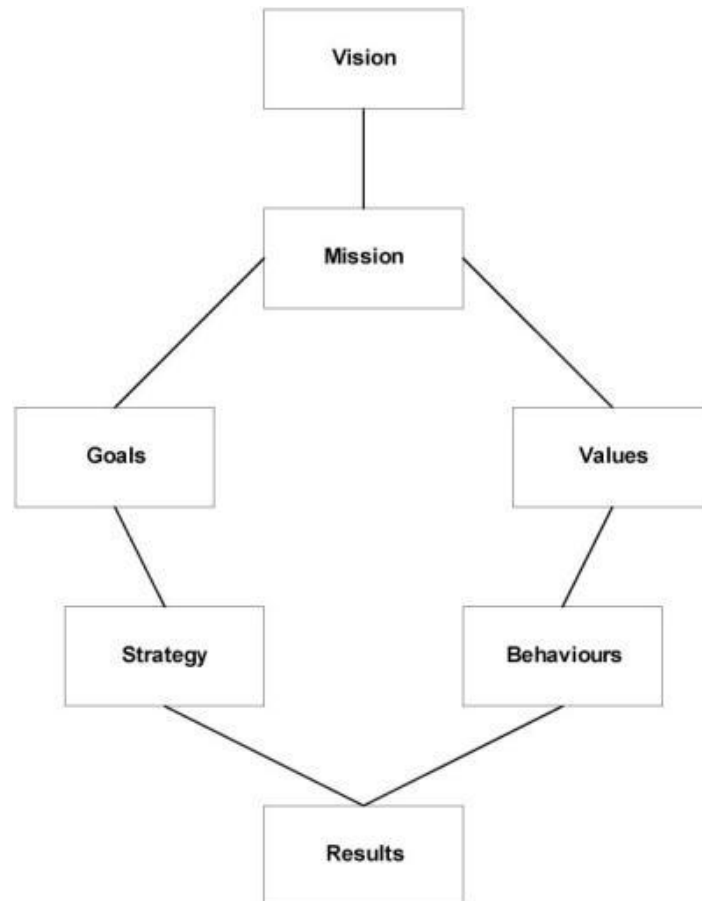 Vision
Mission
Goals
Values
Strategy
Behaviours
Results